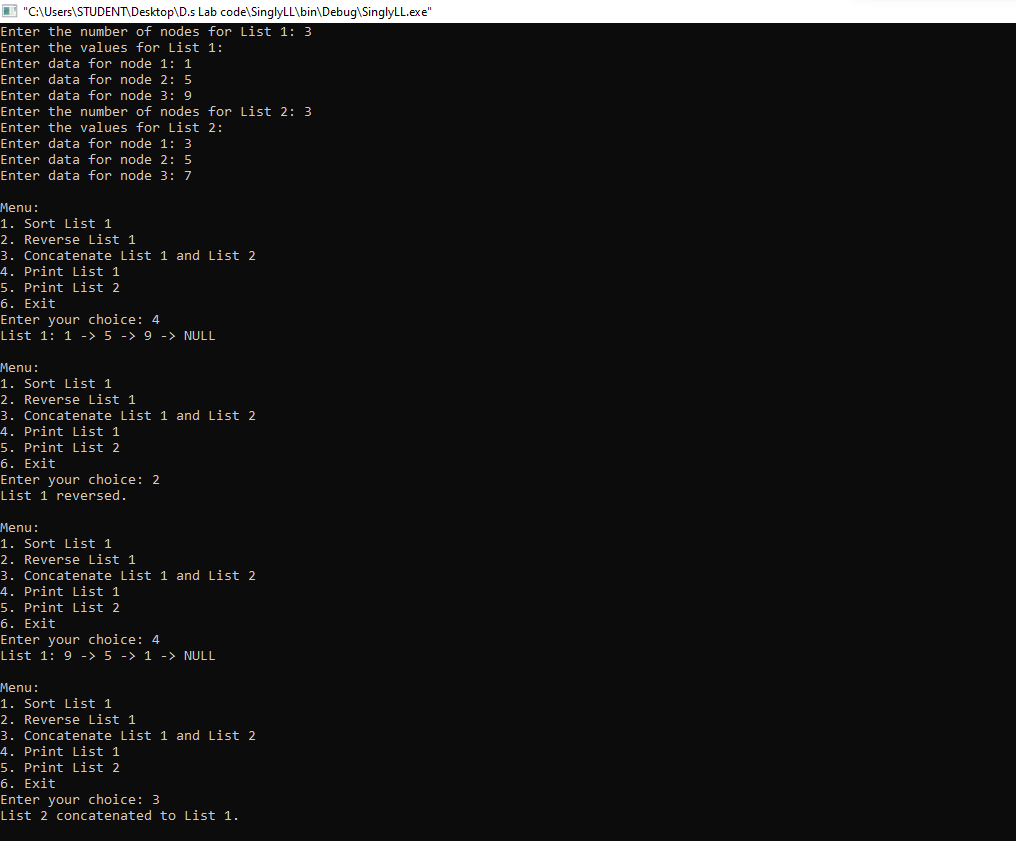 "C:\Users\STUDENT\Desktop\D.s Lab code\SinglyLL\bin\Debug\SinglyLL.exe"
Enter the number of nodes for List 1: 3
Enter the values for List 1:
Enter data for node 1: 1
Enter data for node 2: 5
Enter data for node 3: 9
Enter the number of nodes for List 2: 3
Enter the values for List 2:
Enter data for node 1: 3
Enter data for node 2: 5
Enter data for node 3: 7

Menu:
1. Sort List 1
2. Reverse List 1
3. Concatenate List 1 and List 2
4. Print List 1
5. Print List 2
6. Exit
Enter your choice: 4
List 1: 1 -> 5 -> 9 -> NULL

Menu:
1. Sort List 1
2. Reverse List 1
3. Concatenate List 1 and List 2
4. Print List 1
5. Print List 2
6. Exit
Enter your choice: 2
List 1 reversed.

Menu:
1. Sort List 1
2. Reverse List 1
3. Concatenate List 1 and List 2
4. Print List 1
5. Print List 2
6. Exit
Enter your choice: 4
List 1: 9 -> 5 -> 1 -> NULL

Menu:
1. Sort List 1
2. Reverse List 1
3. Concatenate List 1 and List 2
4. Print List 1
5. Print List 2
6. Exit
Enter your choice: 3
List 2 concatenated to List 1.